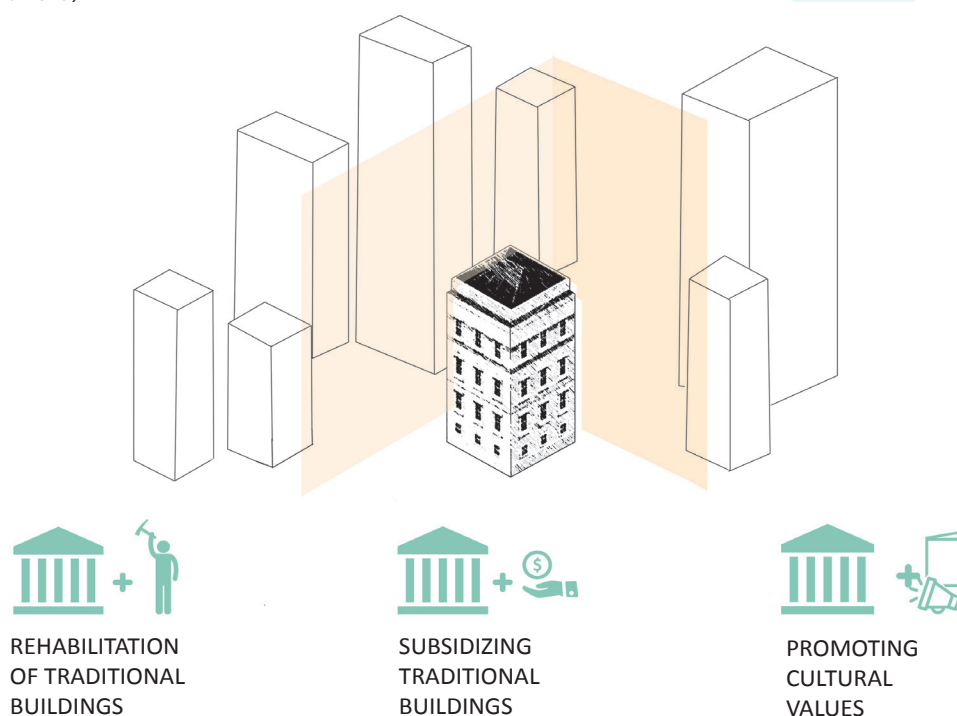 REHABILITATION
OF TRADITIONAL
BUILDINGS
$
SUBSIDIZING
TRADITIONAL
BUILDINGS
PROMOTING
CULTURAL
VALUES